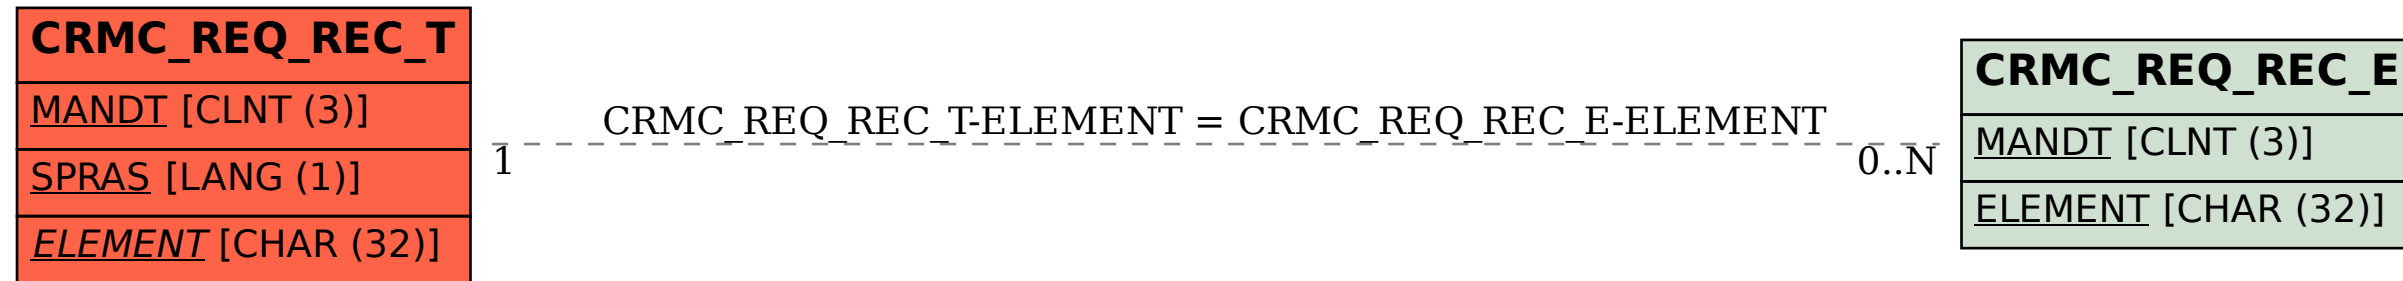 CRMC_REQ_REC_T
MANDT [CLNT (3)]
SPRAS [LANG (1)]
ELEMENT [CHAR (32)]
CRMC_REQ_REC_T-ELEMENT = CRMC_REQ_REC_E-ELEMENT
1
0..N
CRMC_REQ_REC_E
MANDT [CLNT (3)]
ELEMENT [CHAR (32)]